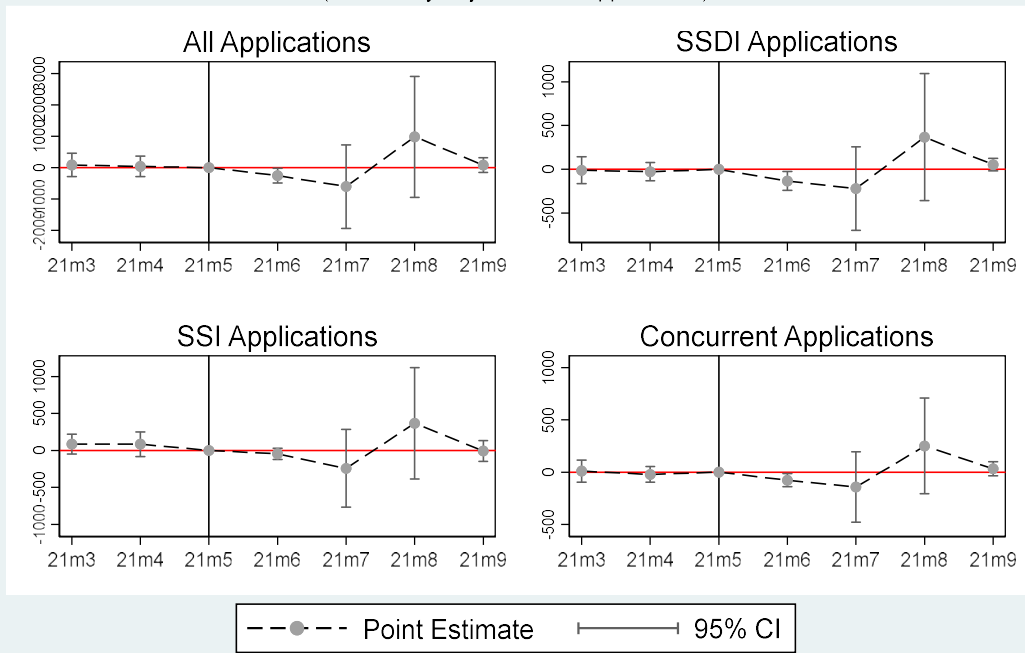 All Applications
3000
2000
1000
0
-1000
-2000
21m3 21m4 21m5 21m6 21m7 21m8 21m9
SSDI Applications
1000
500
0
-500
21m3 21m4 21m5 21m6 21m7 21m8 21m9
SSI Applications
1000
500
0
-500
-1000
21m3 21m4 21m5 21m6 21m7 21m8 21m9
Concurrent Applications
1000
500
0
-500
21m3 21m4 21m5 21m6 21m7 21m8 21m9
Point Estimate
95% CI